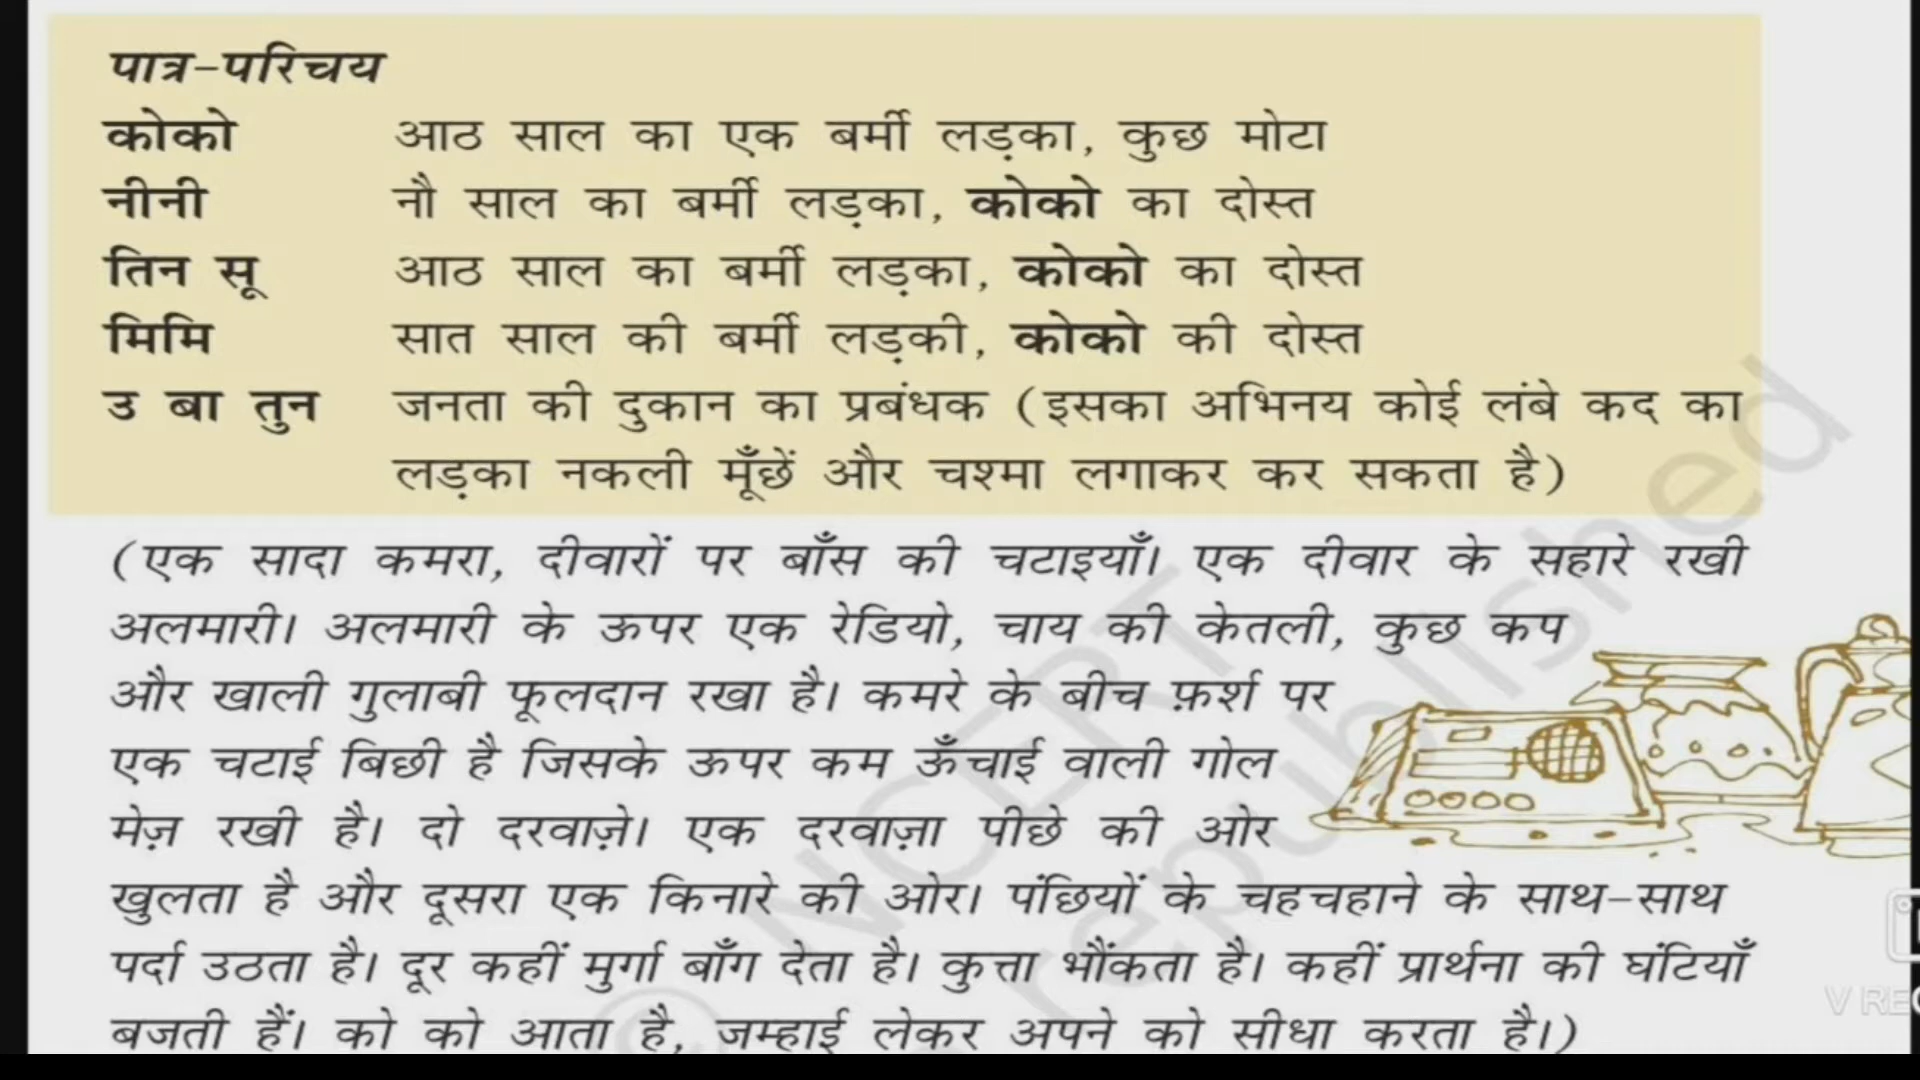 पात्र-परिचय
कोको आठ साल का एक बर्मी लड़का, कुछ मोटा
नीनी नौ साल का बर्मी लड़का, कोको का दोस्त
तिन सू आठ साल का बर्मी लड़का, कोको का दोस्त
मिमि सात साल की बर्मी लड़की, कोको की दोस्त
उ बा तुन जनता की दुकान का प्रबंधक (इसका अभिनय कोई लंबे कद का
लड़का नकली मूँछें और चश्मा लगाकर कर सकता है)
(एक सादा कमरा, दीवारों पर बाँस की चटाइयाँ। एक दीवार के सहारे रखी
अलमारी। अलमारी के ऊपर एक रेडियो, चाय की केतली, कुछ कप
और खाली गुलाबी फूलदान रखा है। कमरे के बीच फ़र्श पर
एक चटाई बिछी है जिसके ऊपर कम ऊँचाई वाली गोल
मेज़ रखी है। दो दरवाज़े। एक दरवाज़ा पीछे की ओर
खुलता है और दूसरा एक किनारे की ओर। पंछियों के चहचहाने के साथ-साथ
पर्दा उठता है। दूर कहीं मुर्गा बाँग देता है। कुत्ता भौंकता है। कहीं प्रार्थना की घंटियाँ
बजती हैं। को को आता है, जम्हाई लेकर अपने को सीधा करता है।)
© NCERT
republished